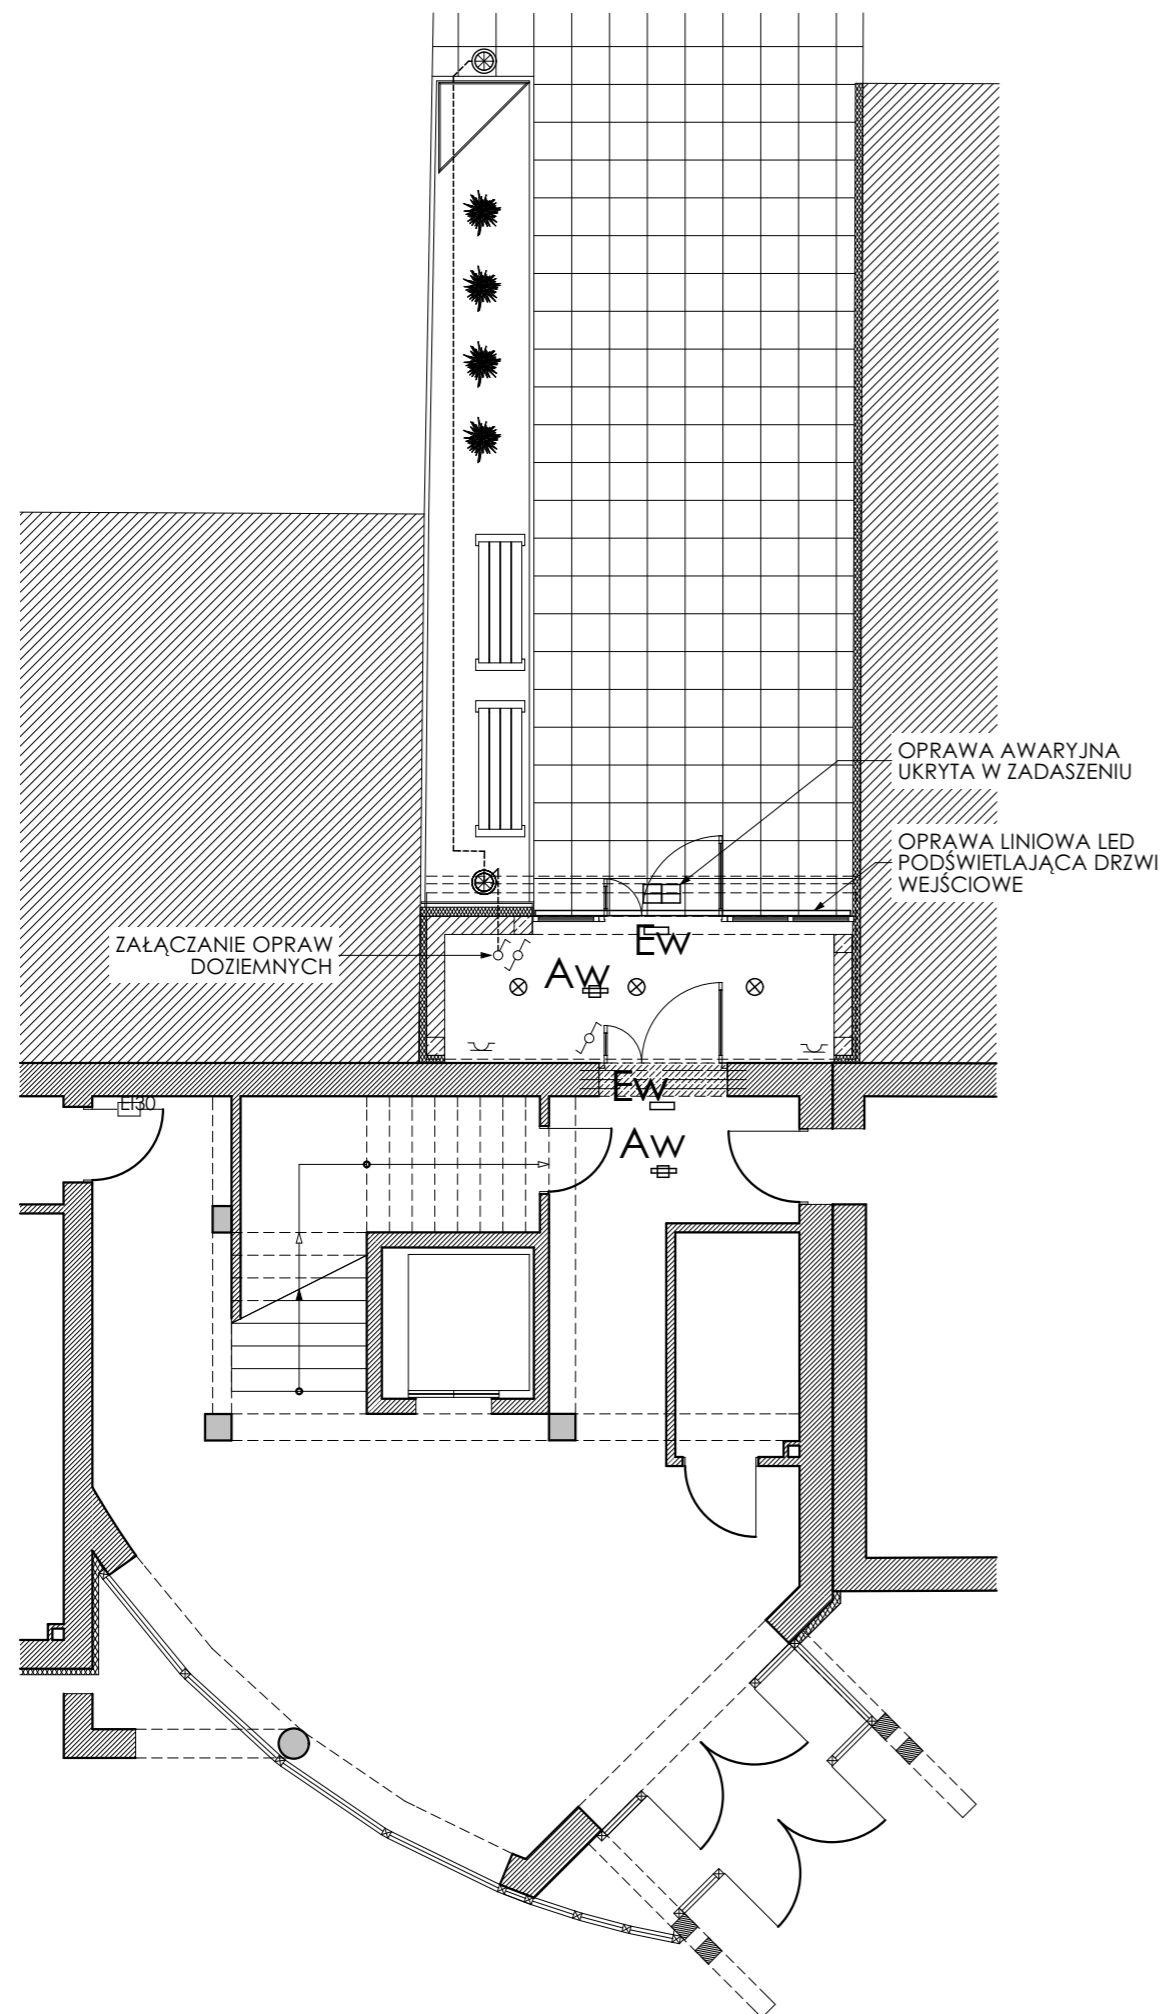 OPRAWA AWARYJNA
UKRYTA W ZADASZENIU
OPRAWA LINIOWA LED
PODŚWIETLAJĄCA DRZWI
WEJŚCIOWE
ZAŁĄCZANIE OPRAW
DOZIEMNYCH
Ew
Aw
Ew
EI30
Aw